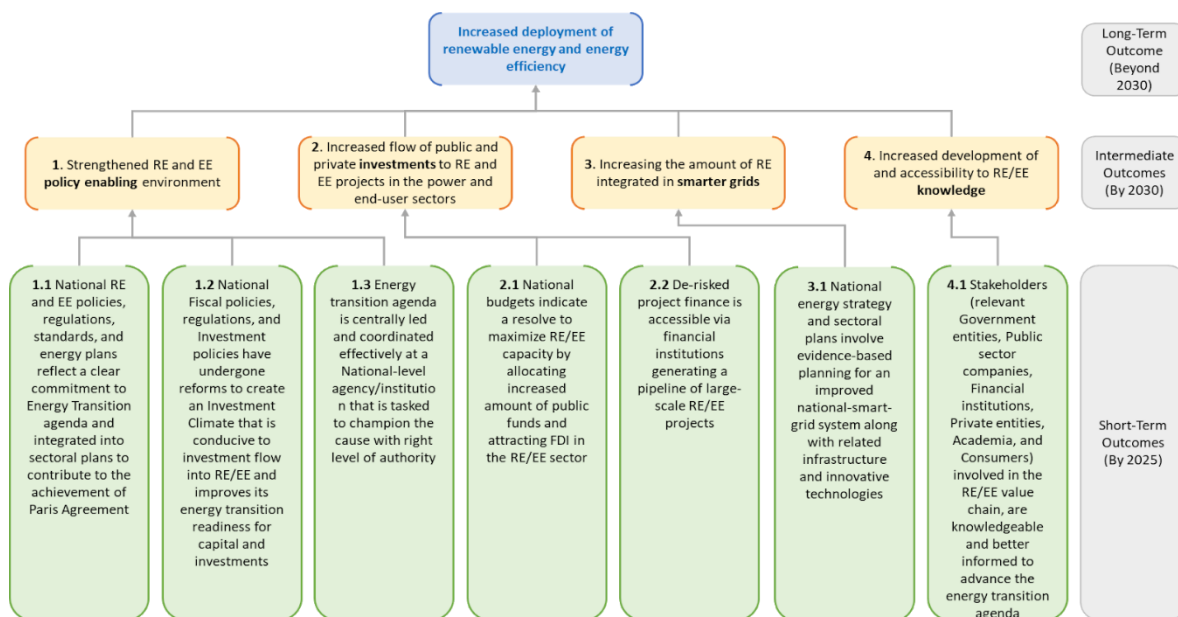 Increased deployment of
renewable energy and energy
efficiency
Long-Term
Outcome
(Beyond
2030)
1. Strengthened RE and EE
policy enabling environment
2. Increased flow of public and
private investments to RE and
EE projects in the power and
end-user sectors
3. Increasing the amount of RE
integrated in smarter grids
4. Increased development of
and accessibility to RE/EE
knowledge
Intermediate
Outcomes
(By 2030)
1.1 National RE
and EE policies,
regulations,
standards, and
energy plans
reflect a clear
commitment to
Energy Transition
agenda and
integrated into
sectoral plans to
contribute to the
achievement of
Paris Agreement
1.2 National
Fiscal policies,
regulations, and
Investment
policies have
undergone
reforms to create
an Investment
Climate that is
conducive to
investment flow
into RE/EE and
improves its
energy transition
readiness for
capital and
investments
1.3 Energy
transition agenda
is centrally led
and coordinated
effectively at a
National-level
agency/institutio
n that is tasked
to champion the
cause with right
level of authority
2.1 National
budgets indicate
a resolve to
maximize RE/EE
capacity by
allocating
increased
amount of public
funds and
attracting FDI in
the RE/EE sector
2.2 De-risked
project finance is
accessible via
financial
institutions
generating a
pipeline of large-
scale RE/EE
projects
3.1 National
energy strategy
and sectoral
plans involve
evidence-based
planning for an
improved
national-smart-
grid system along
with related
infrastructure
and innovative
technologies
4.1 Stakeholders
(relevant
Government
entities, Public
sector
companies,
Financial
institutions,
Private entities,
Academia, and
Consumers)
involved in the
RE/EE value
chain, are
knowledgeable
and better
informed to
advance the
energy transition
agenda
Short-Term
Outcomes
(By 2025)